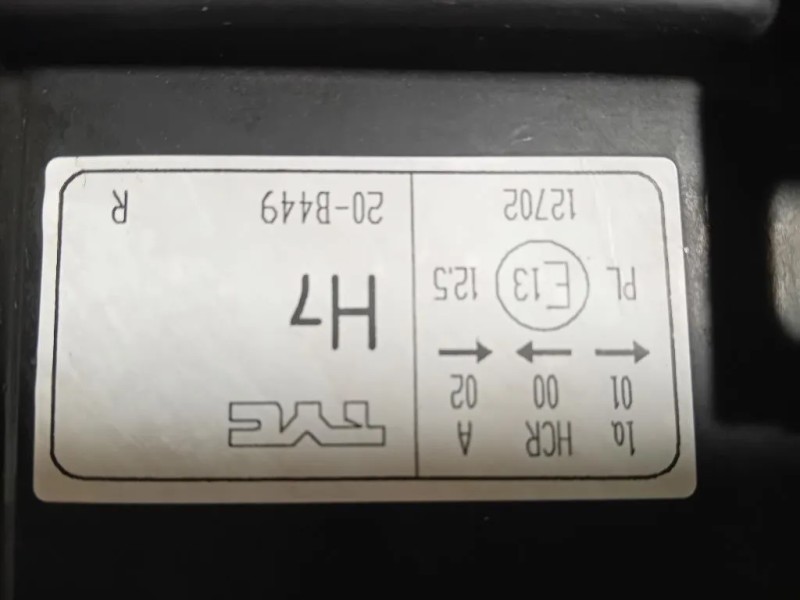 1a HCR A
01 00 02
← → ←
PL E13 12.5
12702
TYC
H7
20-B449 R